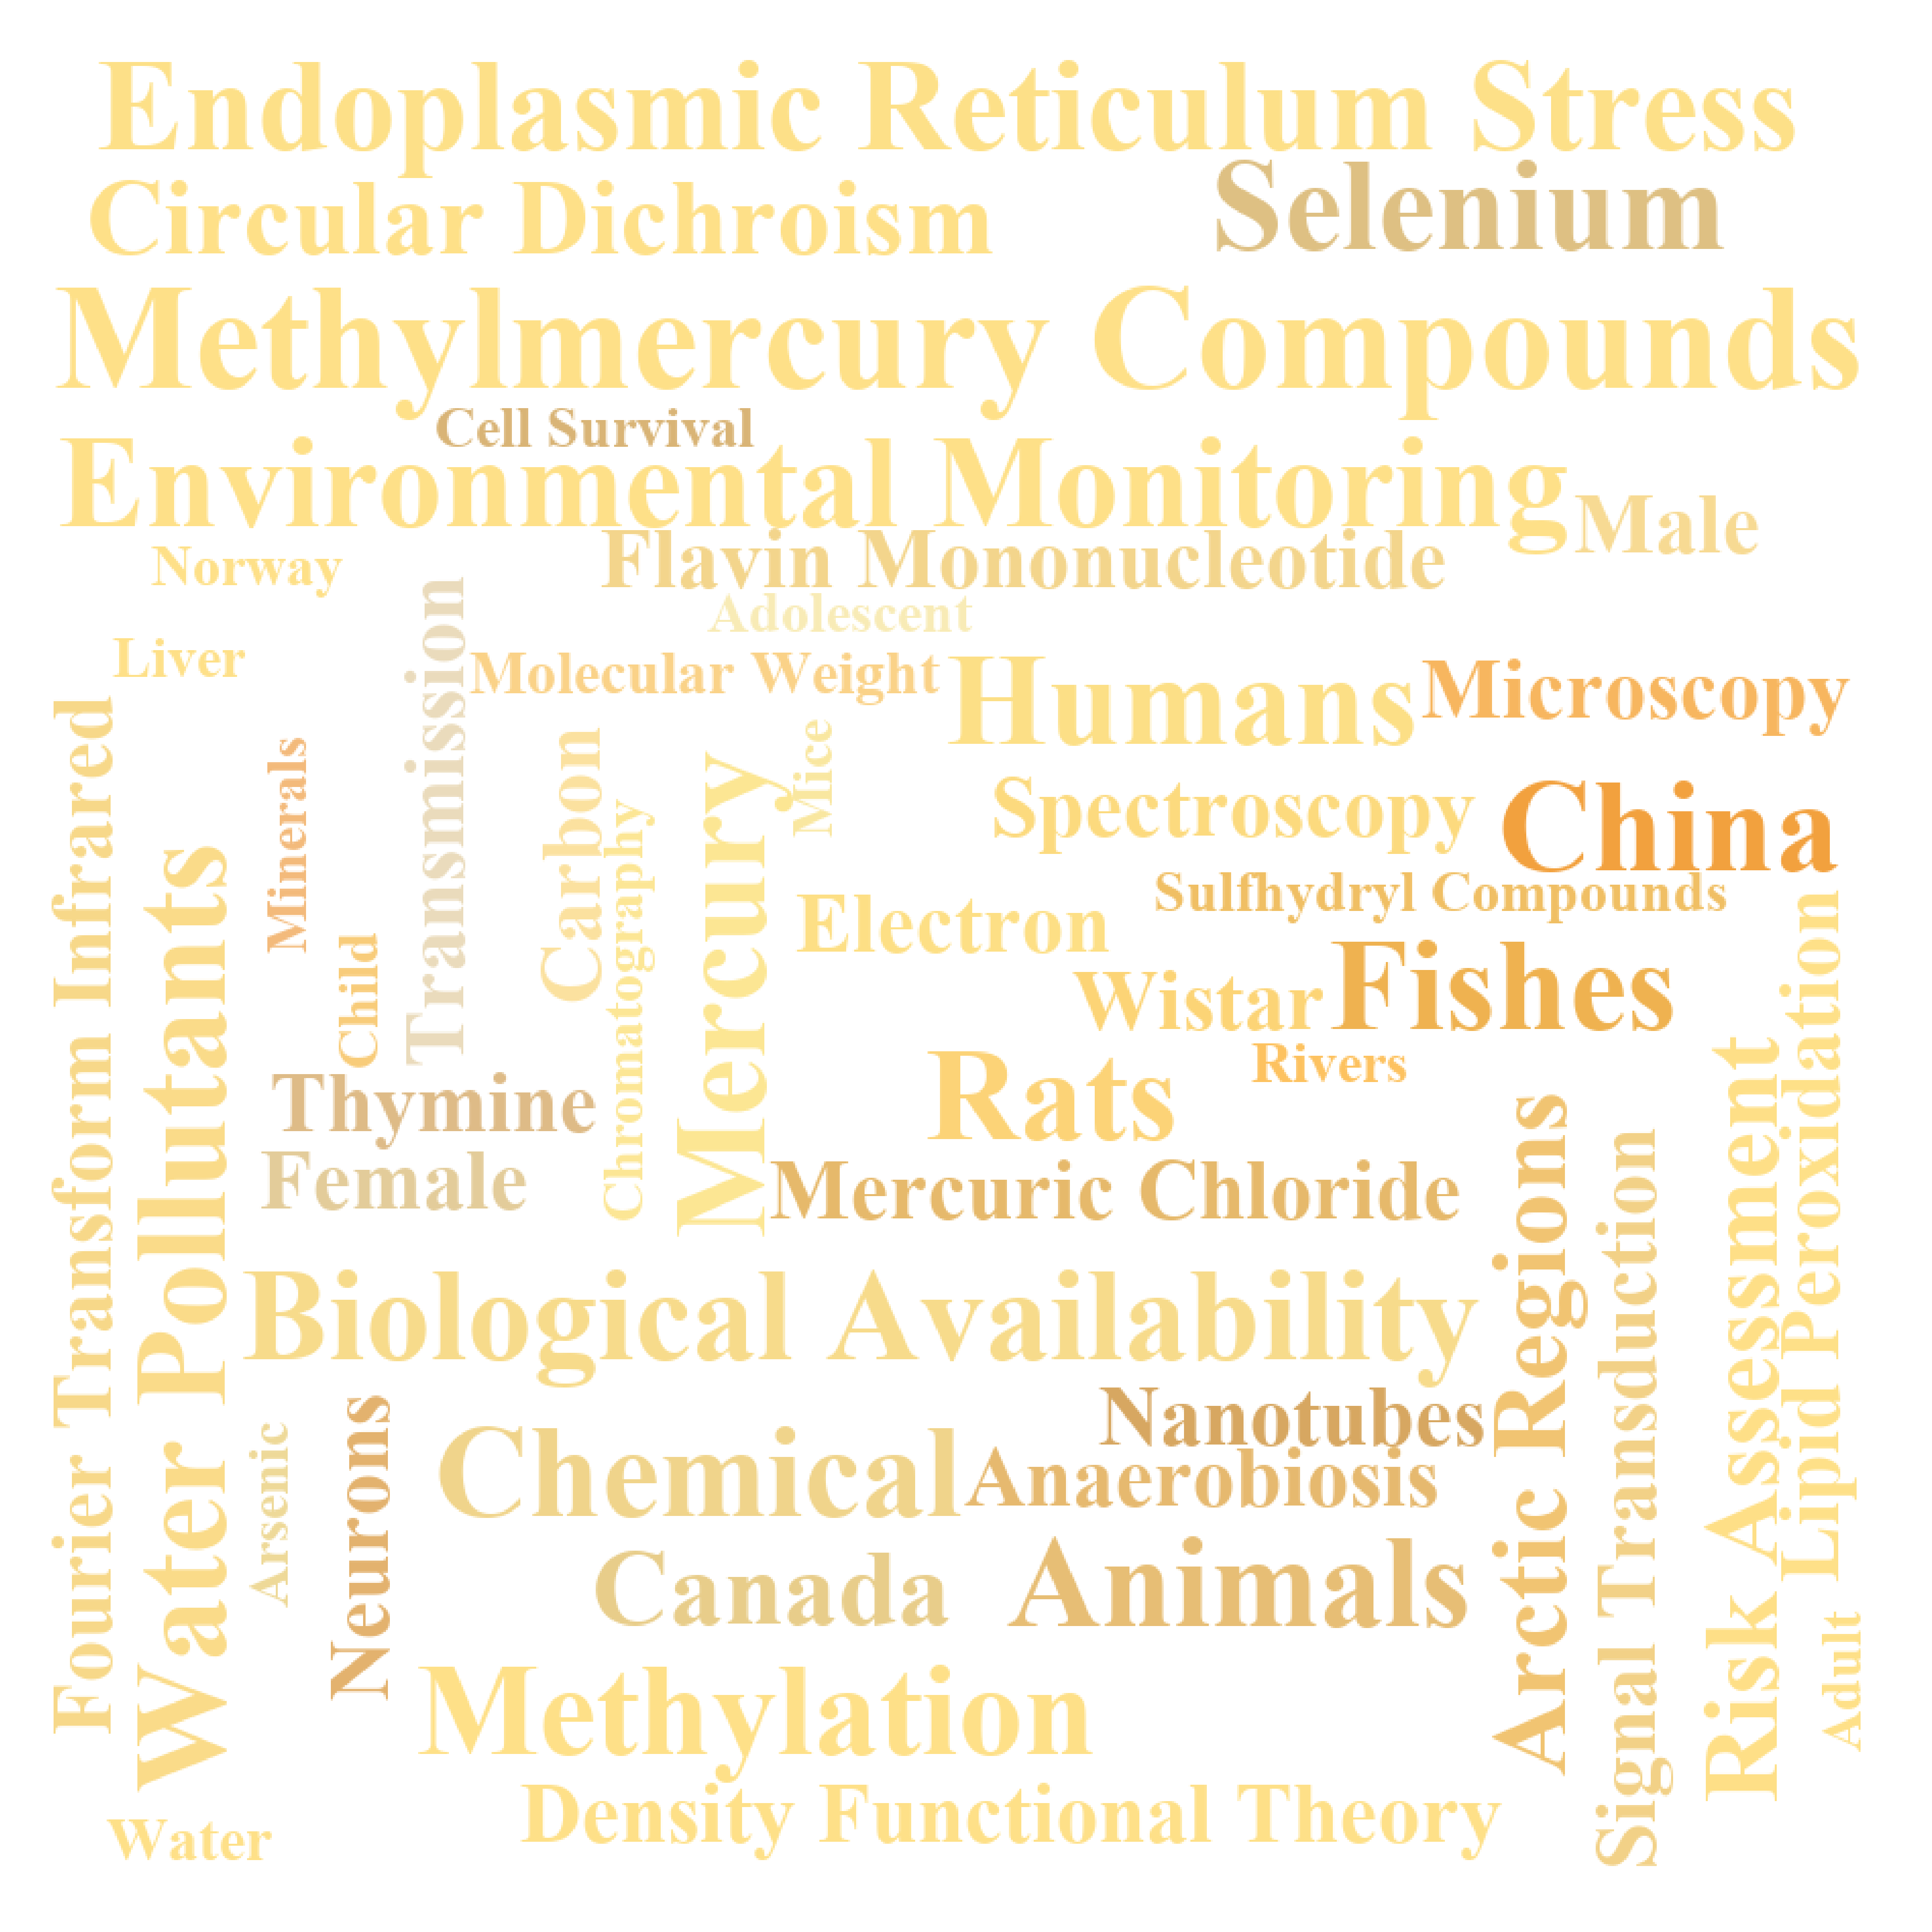 Endoplasmic Reticulum Stress
Circular Dichroism
Selenium
Methylmercury Compounds
Cell Survival
Environmental Monitoring
Male
Flavin Mononucleotide
Norway
Adolescent
Liver
Molecular Weight
Humans
Microscopy
Transmission
Fourier Transform Infrared
Minerals
Carbon
Mice
Mercury
Chromatography
Spectroscopy
China
Water Pollutants
Sulfhydryl Compounds
Electron
Lipid Peroxidation
Child
Wistar
Fishes
Rivers
Rats
Thymine
Risk Assessment
Female
Mercuric Chloride
Arctic Regions
Signal Transduction
Biological Availability
Nanotubes
Neurons
Arsenic
Chemical
Anaerobiosis
Canada
Animals
Adult
Methylation
Density Functional Theory
Water